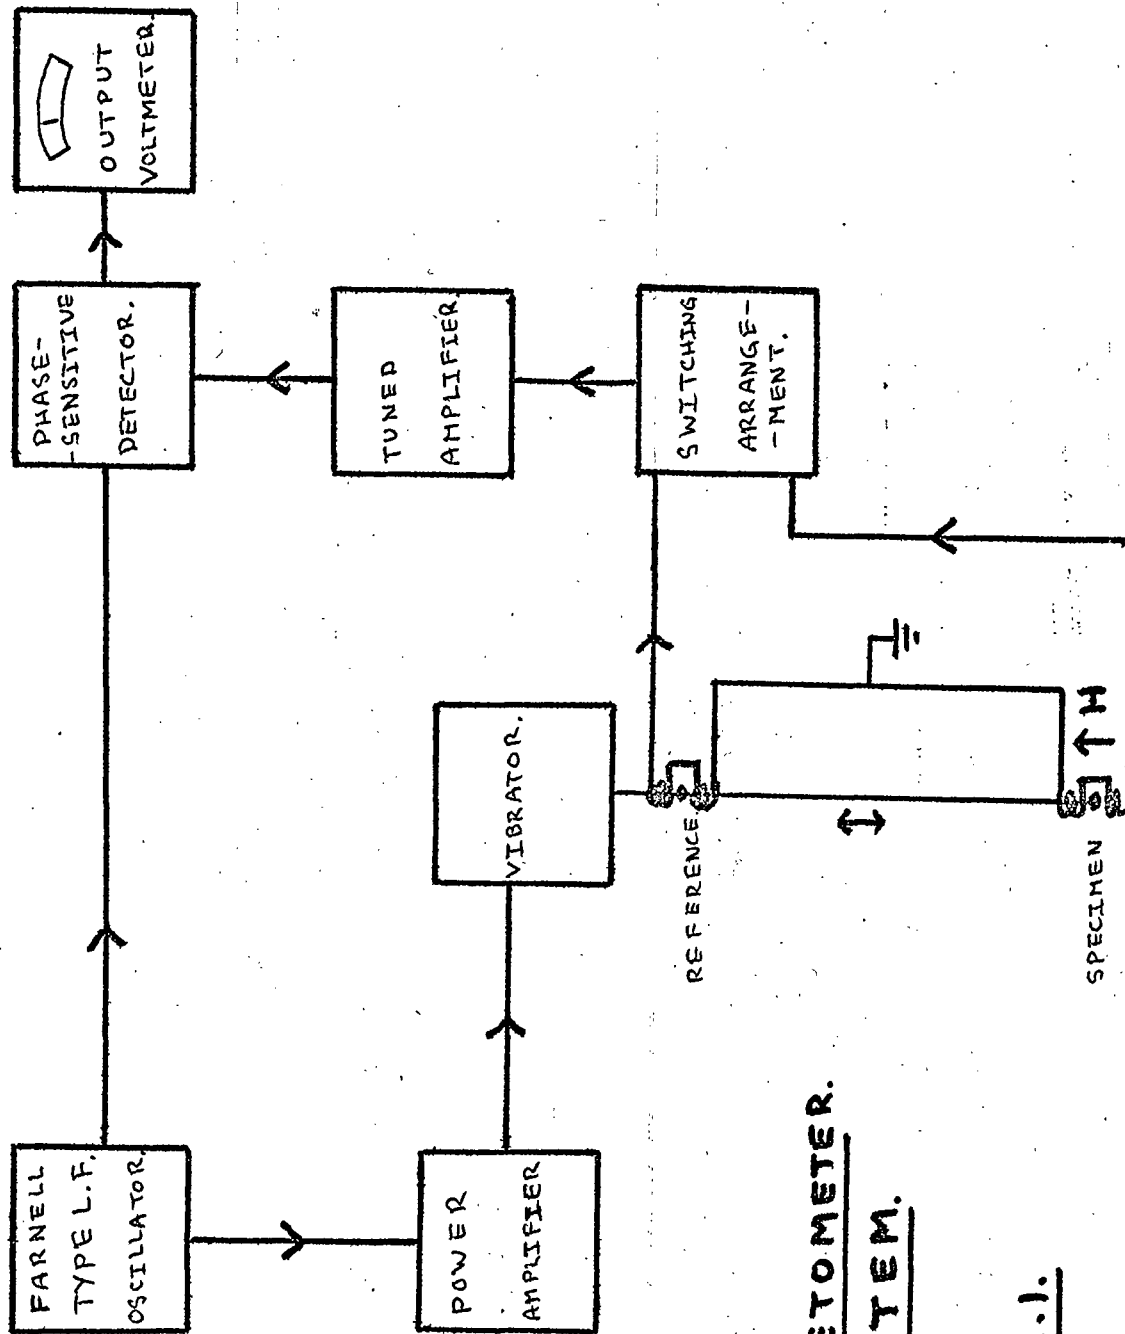 FARNELL
TYPE L.F.
OSCILLATOR.
PHASE-
-SENSITIVE
DETECTOR.
OUTPUT
VOLTMETER.
TUNED
AMPLIFIER.
SWITCHING
ARRANGE-
-MENT.
POWER
AMPLIFIER
VIBRATOR.
REFERENCE
H
SPECIMEN
ETOMETER.
TEM.
.1.